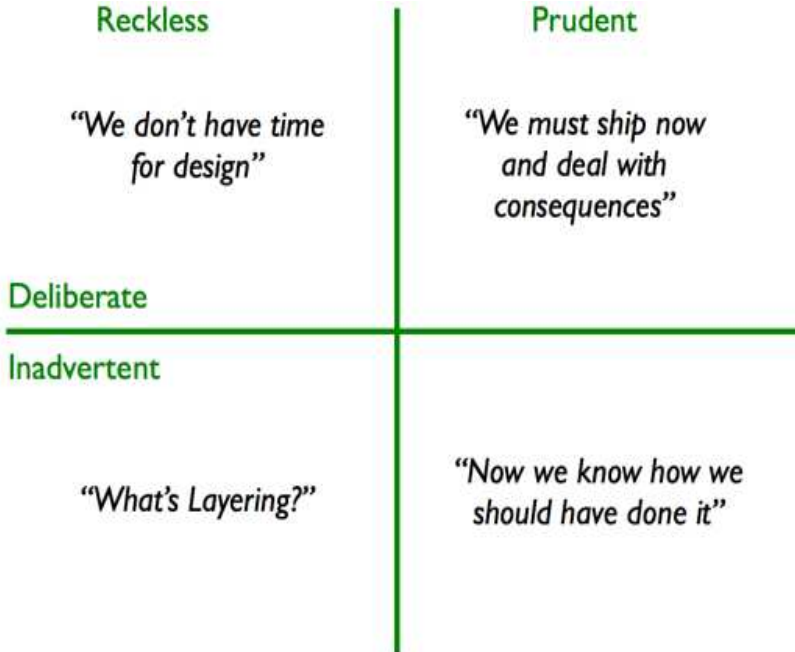 Reckless
Prudent
“We don’t have time
for design”
“We must ship now
and deal with
consequences”
Deliberate
Inadvertent
“What’s Layering?”
“Now we know how we
should have done it”